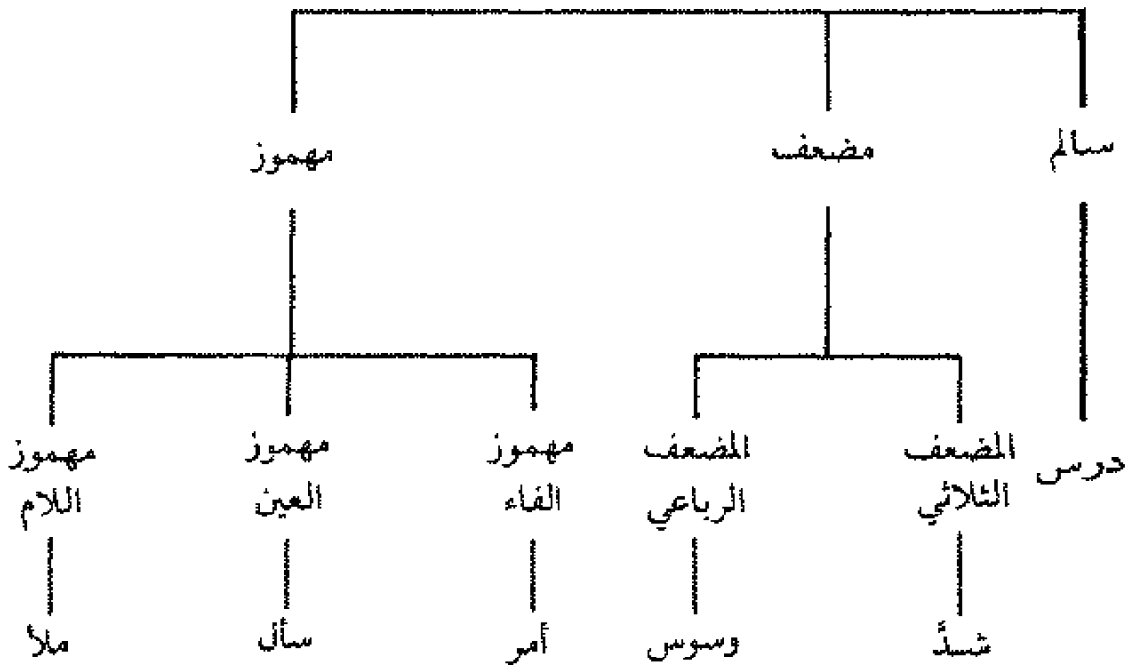 سالم
مضعف
مهموز
درس
المضعف
الثلاثي
المضعف
الرباعي
مهموز
الفاء
مهموز
العين
مهموز
اللام
شدَّ
وسوس
أمر
سأل
ملأ